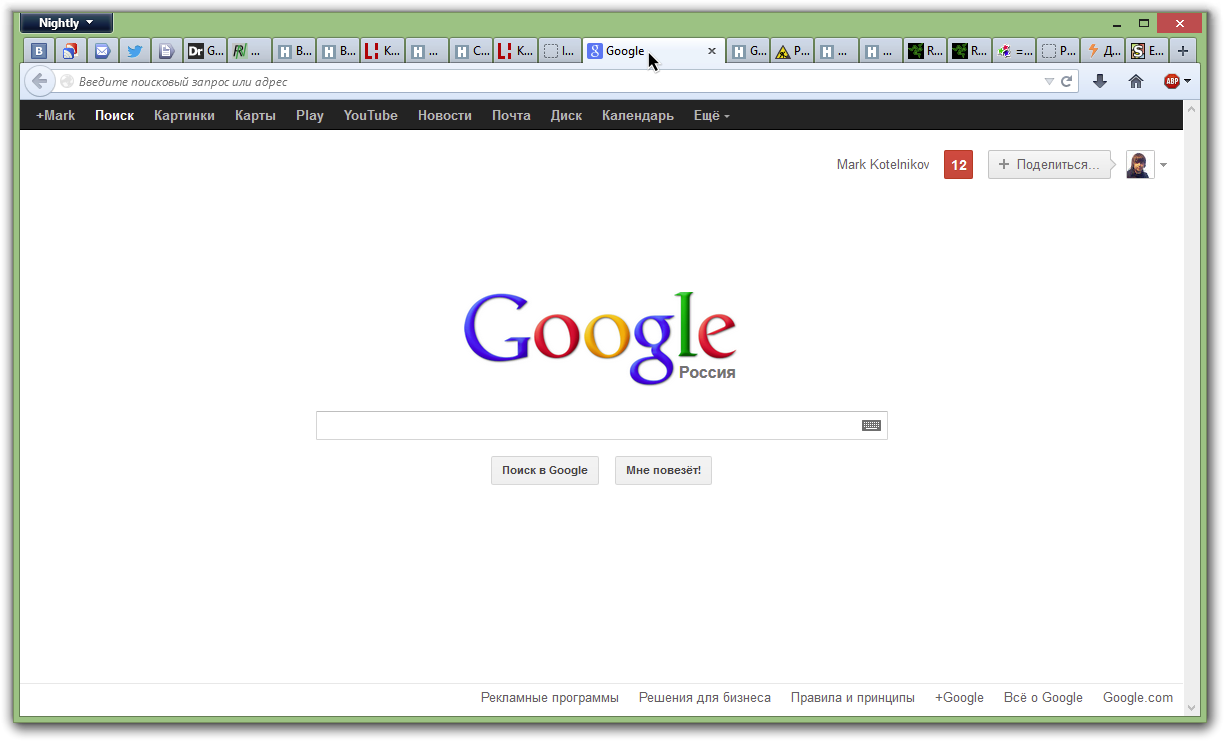 Nightly
B G... R/ ... H B... H B... K... H ... H C... K... I... Google H G... P... H ... H ... R... R... =... P... Д... S E...
Введите поисковый запрос или адрес ABP
+Mark Поиск Картинки Карты Play YouTube Новости Почта Диск Календарь Ещё
Mark Kotelnikov 12 + Поделиться...
Google
Россия
Поиск в Google Мне повезёт!
Рекламные программы Решения для бизнеса Правила и принципы +Google Всё о Google Google.com